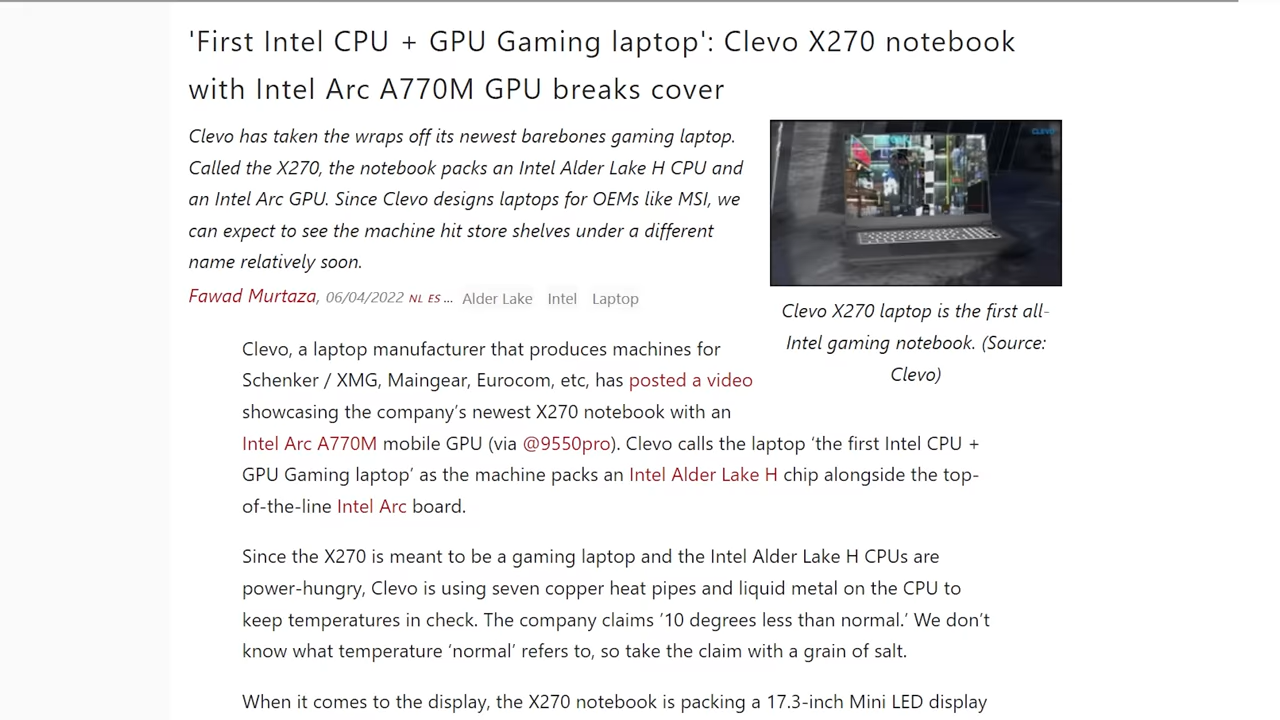 'First Intel CPU + GPU Gaming laptop': Clevo X270 notebook
with Intel Arc A770M GPU breaks cover
Clevo has taken the wraps off its newest barebones gaming laptop.
Called the X270, the notebook packs an Intel Alder Lake H CPU and
an Intel Arc GPU. Since Clevo designs laptops for OEMs like MSI, we
can expect to see the machine hit store shelves under a different
name relatively soon.
Fawad Murtaza, 06/04/2022 NL ES ... Alder Lake Intel Laptop
CLEVO
Clevo X270 laptop is the first all-
Intel gaming notebook. (Source:
Clevo)
Clevo, a laptop manufacturer that produces machines for
Schenker / XMG, Maingear, Eurocom, etc, has posted a video
showcasing the company’s newest X270 notebook with an
Intel Arc A770M mobile GPU (via @9550pro). Clevo calls the laptop ‘the first Intel CPU +
GPU Gaming laptop’ as the machine packs an Intel Alder Lake H chip alongside the top-
of-the-line Intel Arc board.
Since the X270 is meant to be a gaming laptop and the Intel Alder Lake H CPUs are
power-hungry, Clevo is using seven copper heat pipes and liquid metal on the CPU to
keep temperatures in check. The company claims ’10 degrees less than normal.’ We don’t
know what temperature ‘normal’ refers to, so take the claim with a grain of salt.
When it comes to the display, the X270 notebook is packing a 17.3-inch Mini LED display